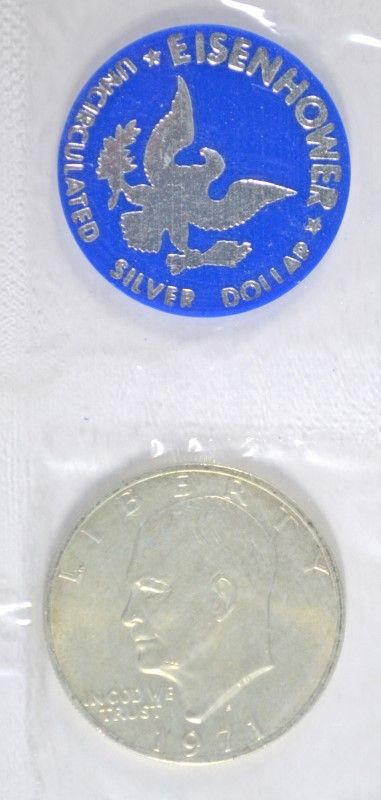 ★ EISENHOWER ★
UNCIRCULATED SILVER DOLLAR
LIBERTY
IN GOD WE
TRUST
1971